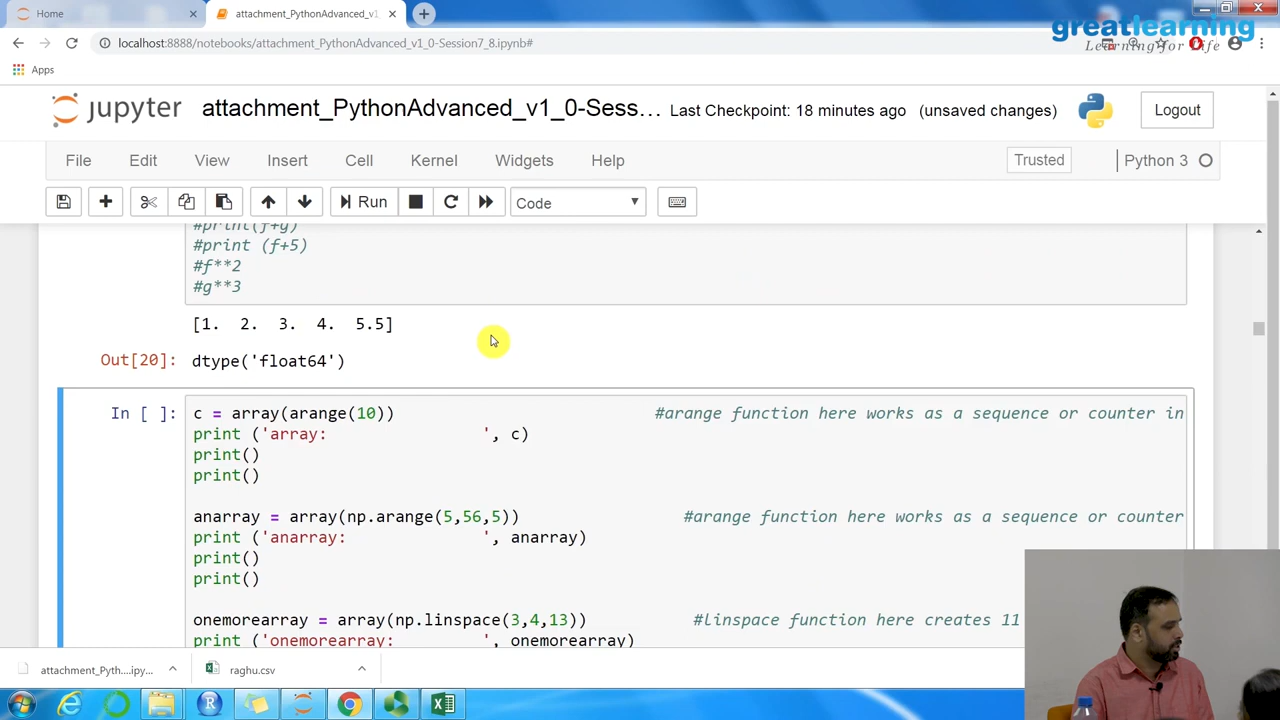 Home
attachment_PythonAdvanced_v1_
greatlearning
Learning for Life
localhost:8888/notebooks/attachment_PythonAdvanced_v1_0-Session7_8.ipynb#
Apps
jupyter attachment_PythonAdvanced_v1_0-Sess... Last Checkpoint: 18 minutes ago (unsaved changes) Logout
File Edit View Insert Cell Kernel Widgets Help Trusted Python 3
Run Code
#print(f+g)
#print (f+5)
#f**2
#g**3
[1. 2. 3. 4. 5.5]
Out[20]: dtype('float64')
In [ ]: c = array(arange(10)) #arange function here works as a sequence or counter in
print ('array: ', c)
print()
print()
anarray = array(np.arange(5,56,5)) #arange function here works as a sequence or counter
print ('anarray: ', anarray)
print()
print()
onemorearray = array(np.linspace(3,4,13)) #linspace function here creates 11
print ('onemorearray: ', onemorearray)
attachment_Pyth....ipy...
raghu.csv